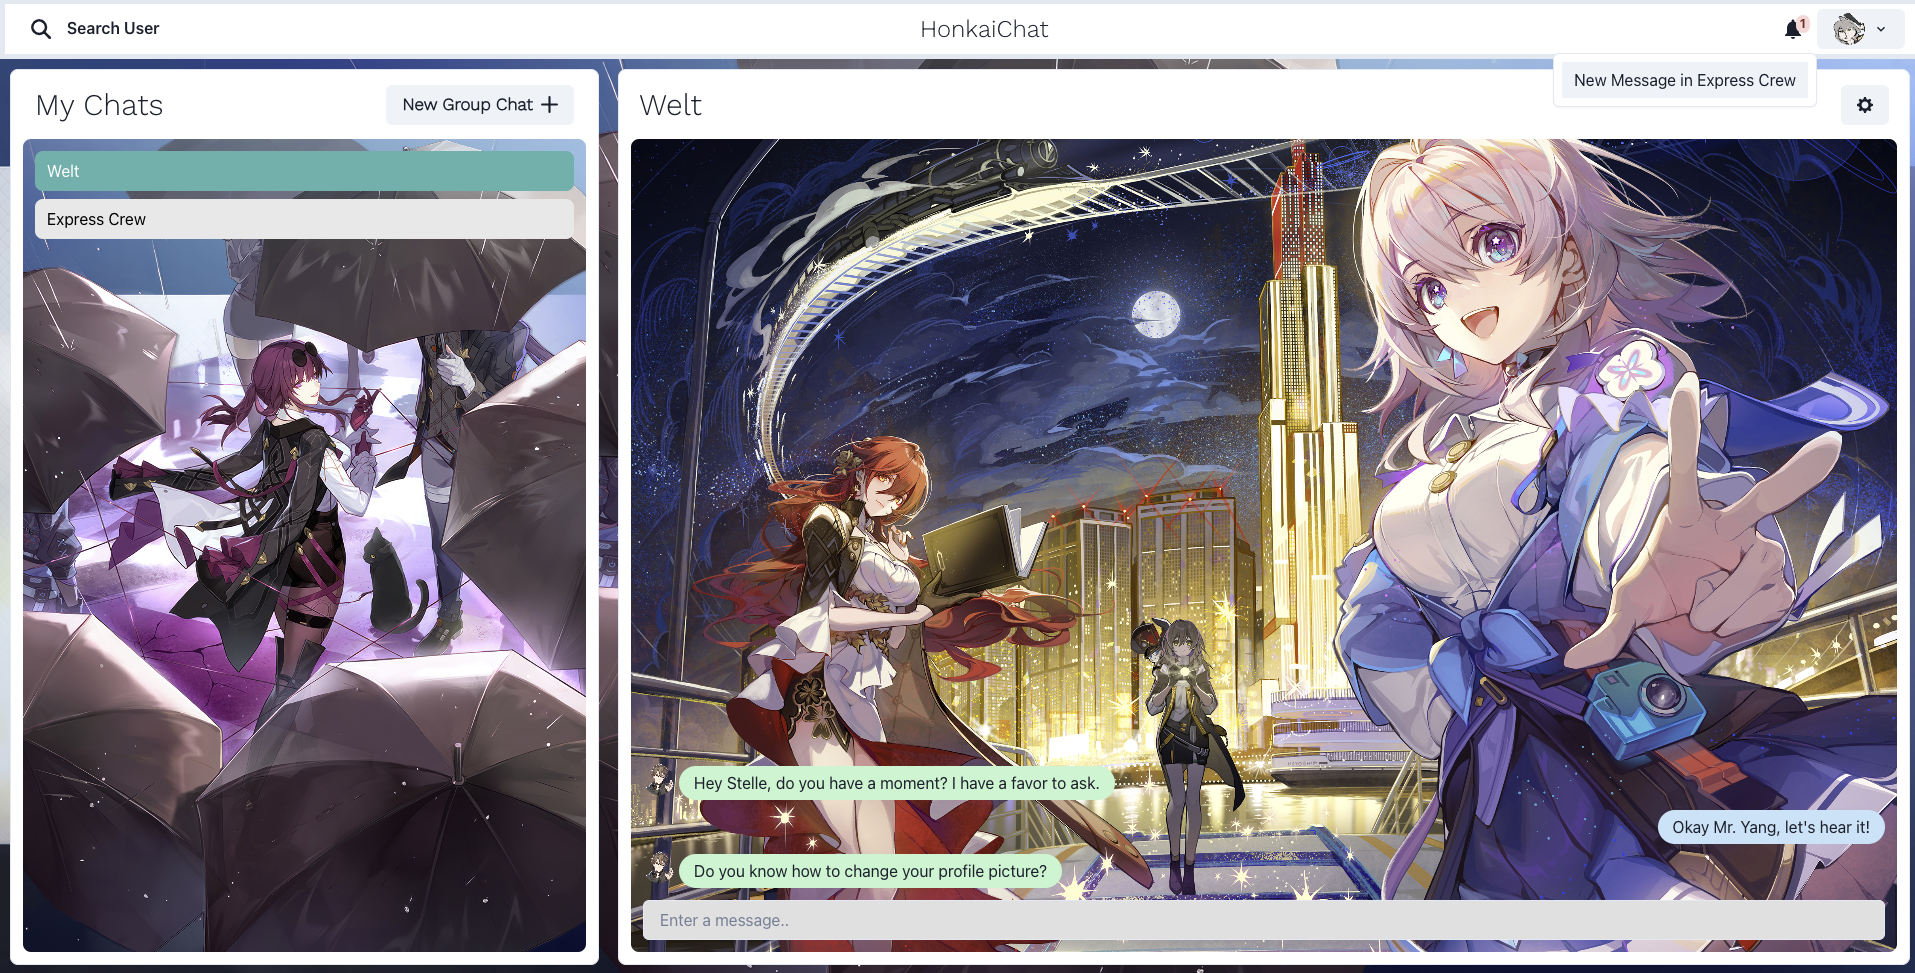 Search User
HonkaiChat
1
New Message in Express Crew
My Chats
New Group Chat
Welt
Express Crew
Welt
Hey Stelle, do you have a moment? I have a favor to ask.
Okay Mr. Yang, let's hear it!
Do you know how to change your profile picture?
Enter a message..